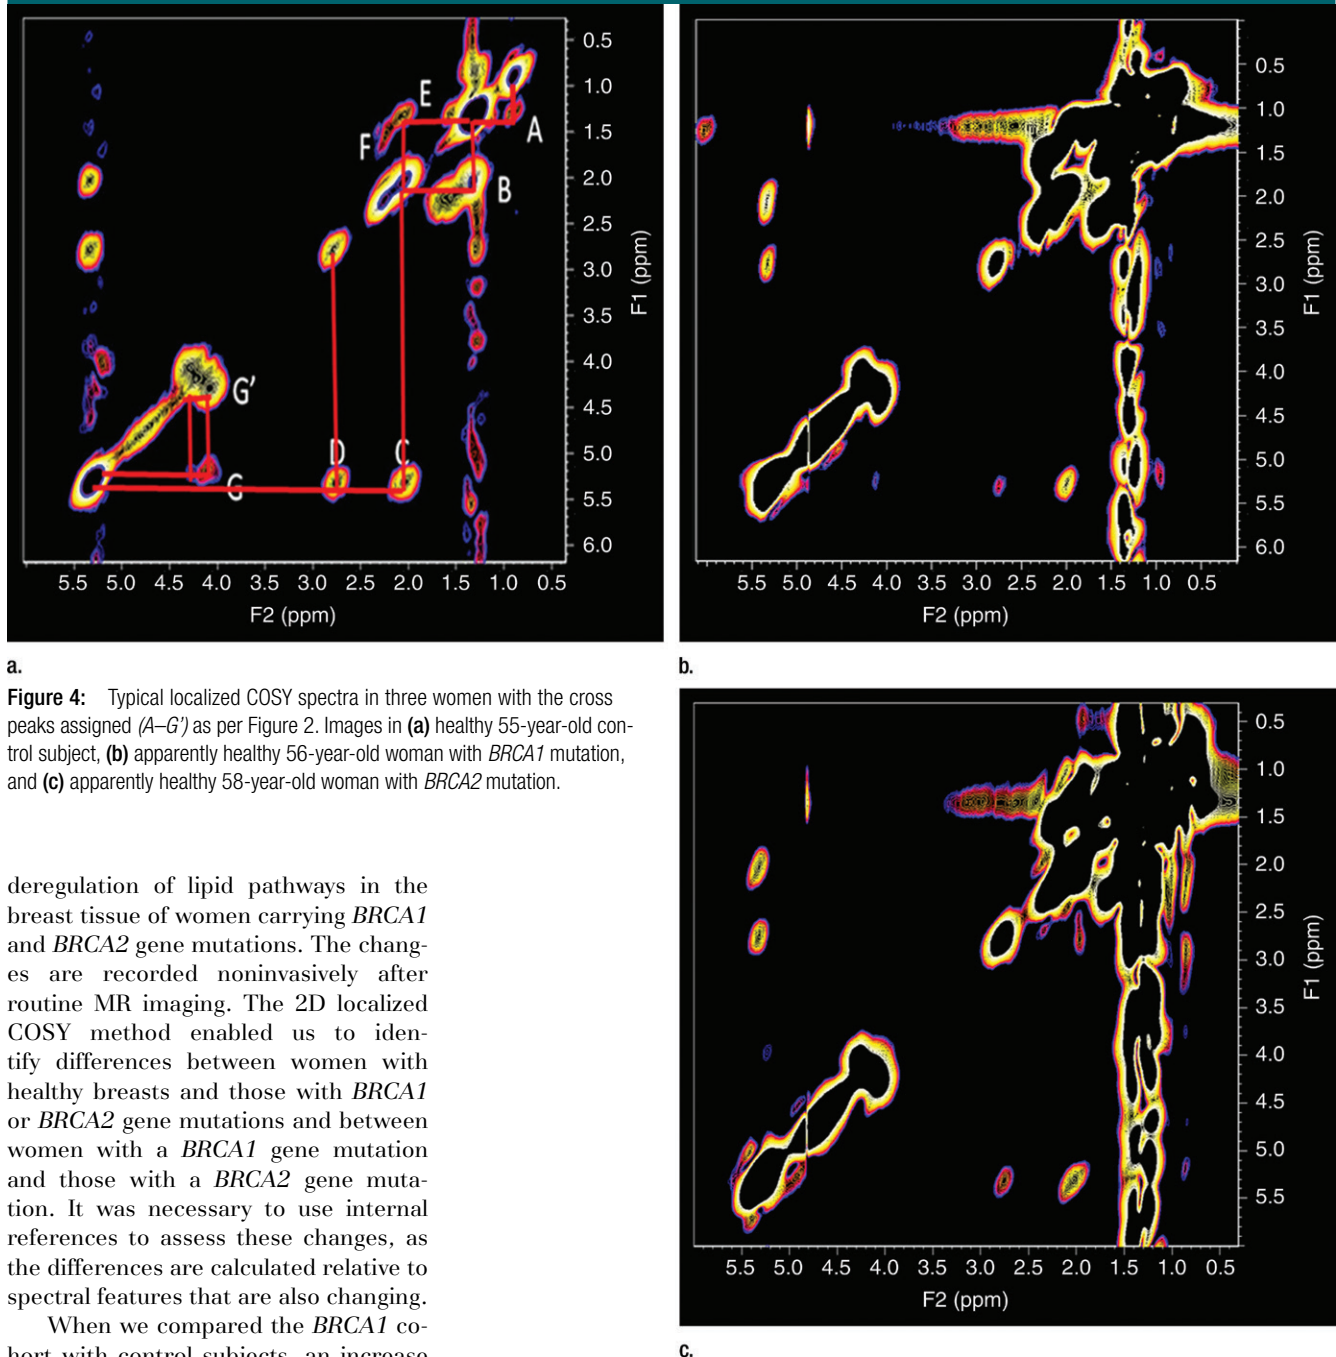 E
A
F
B
G'
D
C
G
0.5
1.0
1.5
2.0
2.5
3.0
3.5
4.0
4.5
5.0
5.5
6.0
F1 (ppm)
5.5 5.0 4.5 4.0 3.5 3.0 2.5 2.0 1.5 1.0 0.5
F2 (ppm)
a.
0.5
1.0
1.5
2.0
2.5
3.0
3.5
4.0
4.5
5.0
5.5
6.0
F1 (ppm)
5.5 5.0 4.5 4.0 3.5 3.0 2.5 2.0 1.5 1.0 0.5
F2 (ppm)
b.
Figure 4: Typical localized COSY spectra in three women with the cross
peaks assigned (A–G') as per Figure 2. Images in (a) healthy 55-year-old con-
trol subject, (b) apparently healthy 56-year-old woman with BRCA1 mutation,
and (c) apparently healthy 58-year-old woman with BRCA2 mutation.
deregulation of lipid pathways in the
breast tissue of women carrying BRCA1
and BRCA2 gene mutations. The chang-
es are recorded noninvasively after
routine MR imaging. The 2D localized
COSY method enabled us to iden-
tify differences between women with
healthy breasts and those with BRCA1
or BRCA2 gene mutations and between
women with a BRCA1 gene mutation
and those with a BRCA2 gene muta-
tion. It was necessary to use internal
references to assess these changes, as
the differences are calculated relative to
spectral features that are also changing.
When we compared the BRCA1 co-
hort with control subjects, an increase
0.5
1.0
1.5
2.0
2.5
3.0
3.5
4.0
4.5
5.0
5.5
F1 (ppm)
5.5 5.0 4.5 4.0 3.5 3.0 2.5 2.0 1.5 1.0 0.5
F2 (ppm)
c.